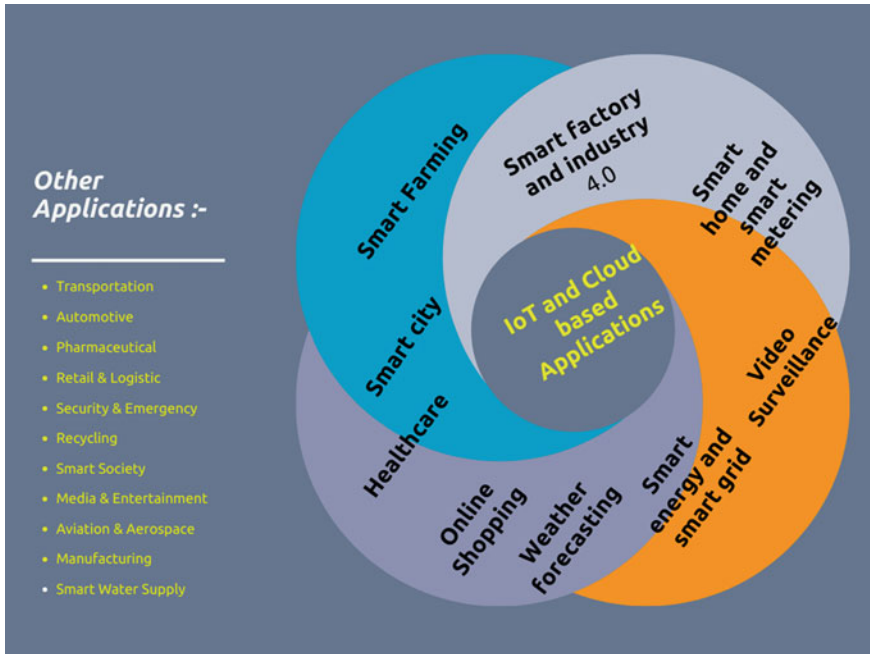 Other
Applications :-
• Transportation
• Automotive
• Pharmaceutical
• Retail & Logistic
• Security & Emergency
• Recycling
• Smart Society
• Media & Entertainment
• Aviation & Aerospace
• Manufacturing
• Smart Water Supply
Smart Farming
Smart city
Smart factory
and industry
4.0
Smart
home and
smart
metering
IoT and Cloud
based
Applications
Video
Surveillance
Smart
energy and
smart grid
Weather
forecasting
Online
Shopping
Healthcare